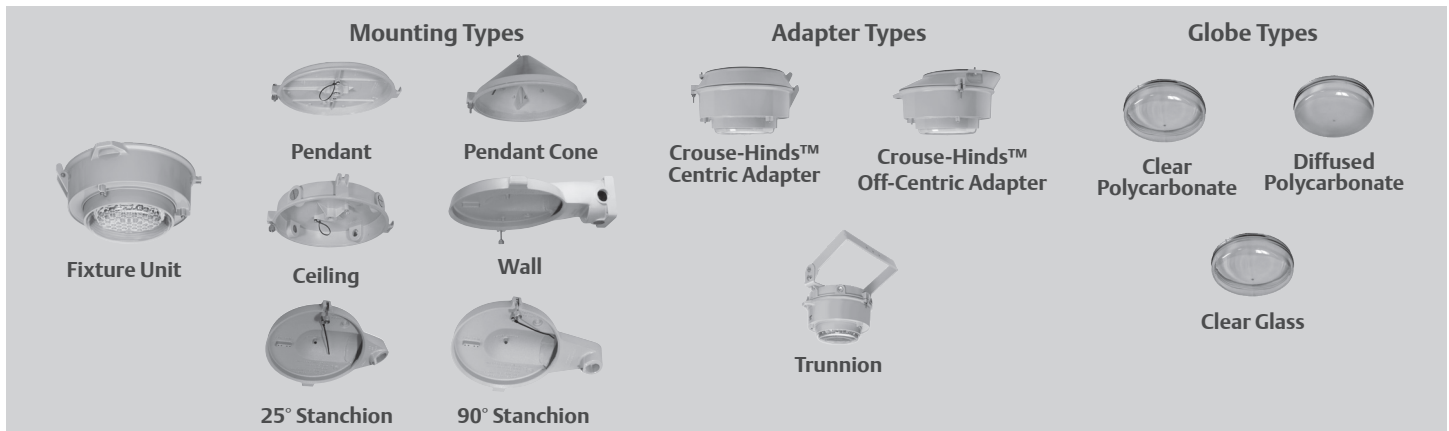 Mounting Types
Adapter Types
Globe Types
Fixture Unit
Pendant
Pendant Cone
Ceiling
Wall
25° Stanchion
90° Stanchion
Crouse-Hinds™
Centric Adapter
Crouse-Hinds™
Off-Centric Adapter
Trunnion
Clear
Polycarbonate
Diffused
Polycarbonate
Clear Glass